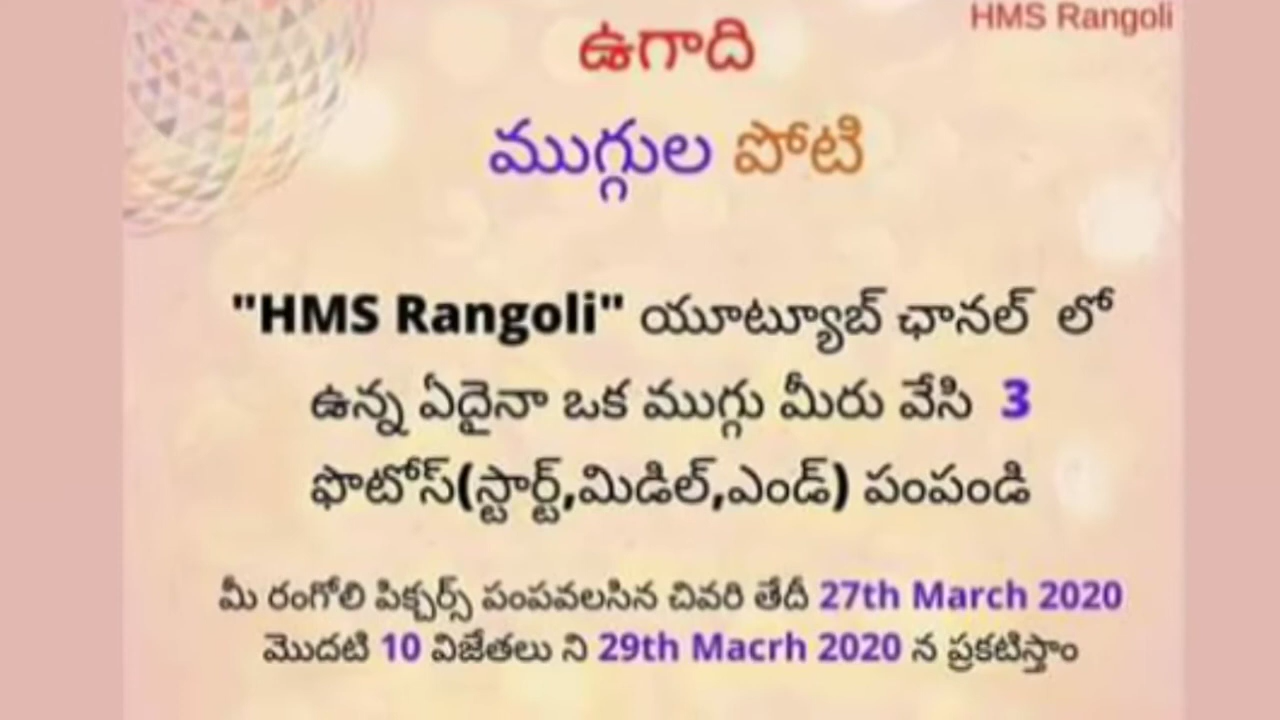 HMS Rangoli
ఉగాది
ముగ్గుల పోటి
"HMS Rangoli" యూట్యూబ్ ఛానల్ లో
ఉన్న ఏదైనా ఒక ముగ్గు మీరు వేసి 3
ఫొటోస్(స్టార్ట్,మిడిల్,ఎండ్) పంపండి
మీ రంగోలి పిక్చర్స్ పంపవలసిన చివరి తేదీ 27th March 2020
మొదటి 10 విజేతలు ని 29th Macrh 2020 న ప్రకటిస్తాం